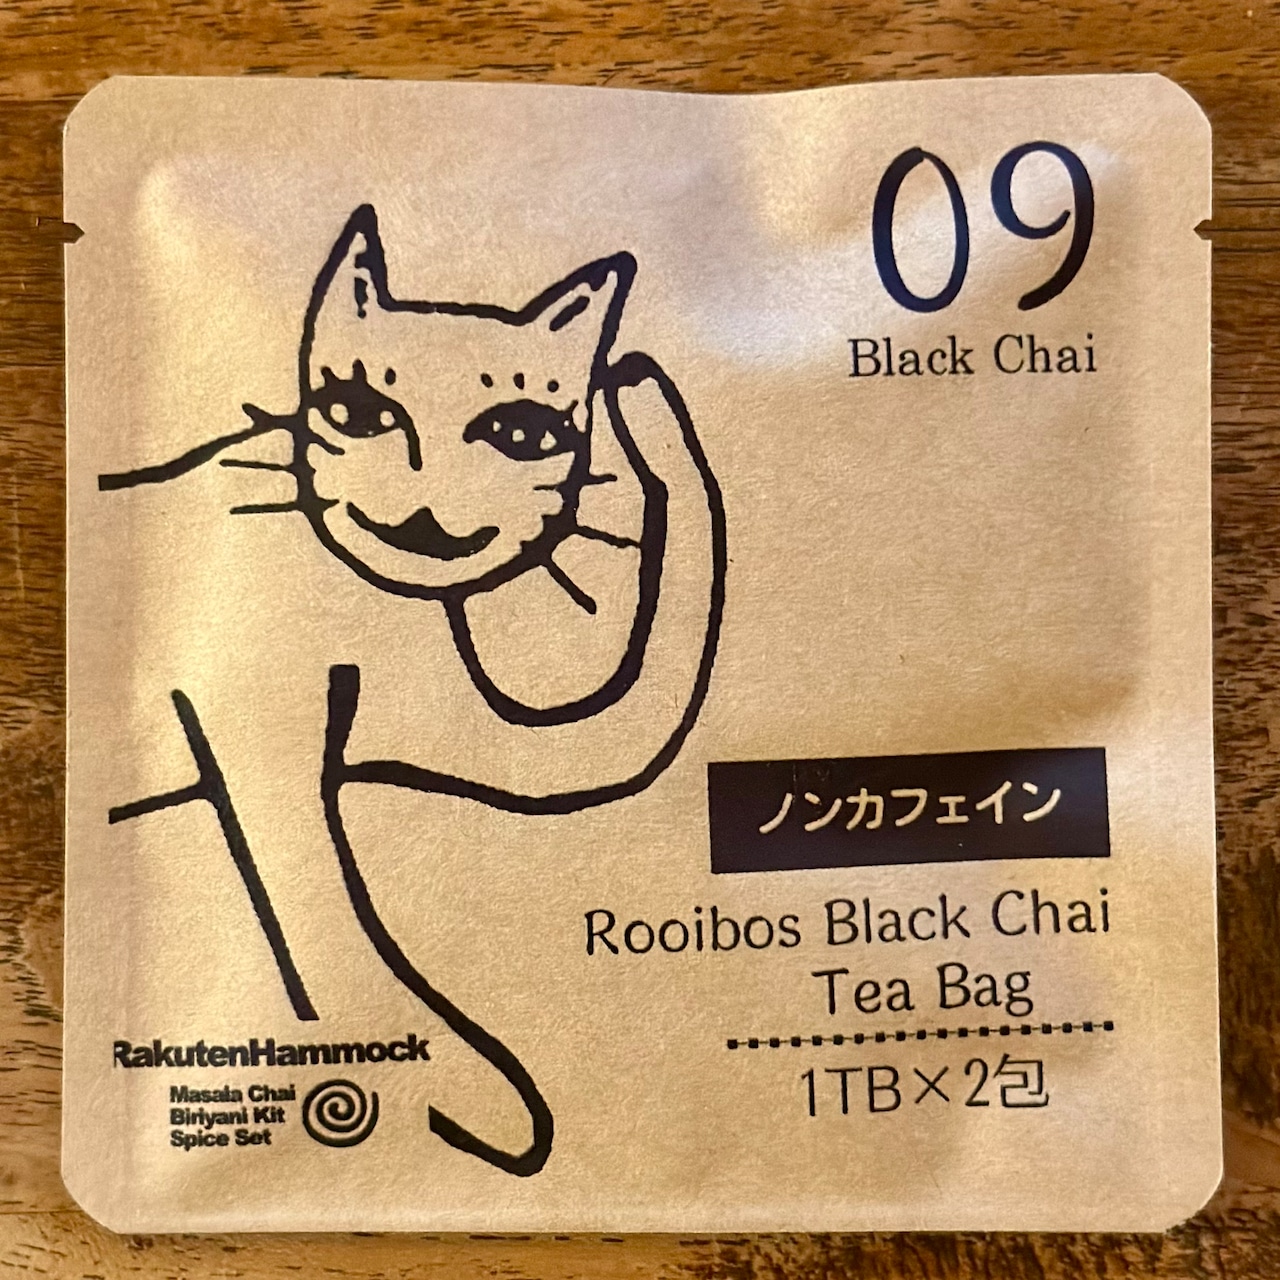 09
Black Chai
ノンカフェイン
Rooibos Black Chai
Tea Bag
1TB×2包
RakutenHammock
Masala Chai
Biriyani Kit
Spice Set